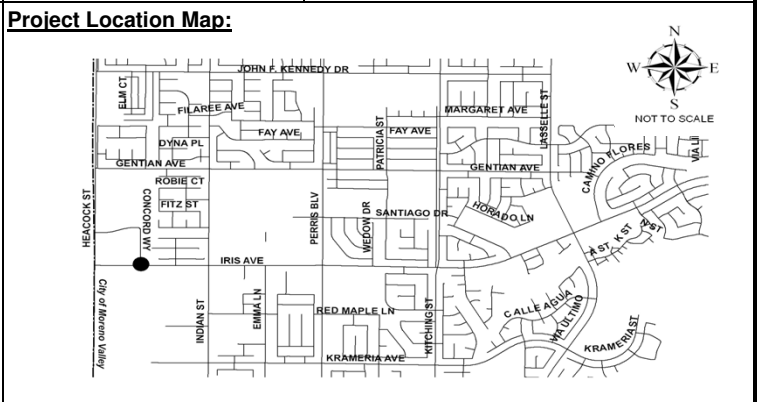 Project Location Map:
N
W
E
S
NOT TO SCALE
JOHN F. KENNEDY DR
ELM CT
FILAREE AVE
MARGARET AVE
LASSELLE ST
PATRICIA ST
FAY AVE
FAY AVE
DYNA PL
GENTIAN AVE
GENTIAN AVE
CAMINO FLORES
ROBIE CT
FITZ ST
HEACOCK ST
CONCORD WY
PERRIS BLV
WEDOW DR
SANTIAGO DR
HORADO LN
A ST
K ST
N ST
IRIS AVE
City of Moreno Valley
INDIAN ST
EMMA LN
RED MAPLE LN
KITCHING ST
CALLE AGUA
VIA ULTIMO
KRAMERIA ST
KRAMERIA AVE